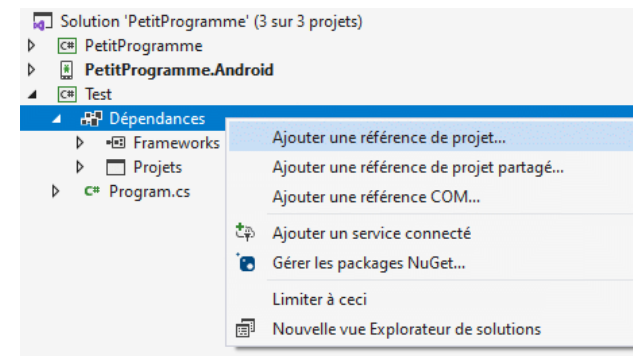 Solution 'PetitProgramme' (3 sur 3 projets)
C# PetitProgramme
PetitProgramme.Android
C# Test
Dépendances
Frameworks
Projets
C# Program.cs
Ajouter une référence de projet...
Ajouter une référence de projet partagé...
Ajouter une référence COM...
Ajouter un service connecté
Gérer les packages NuGet...
Limiter à ceci
Nouvelle vue Explorateur de solutions